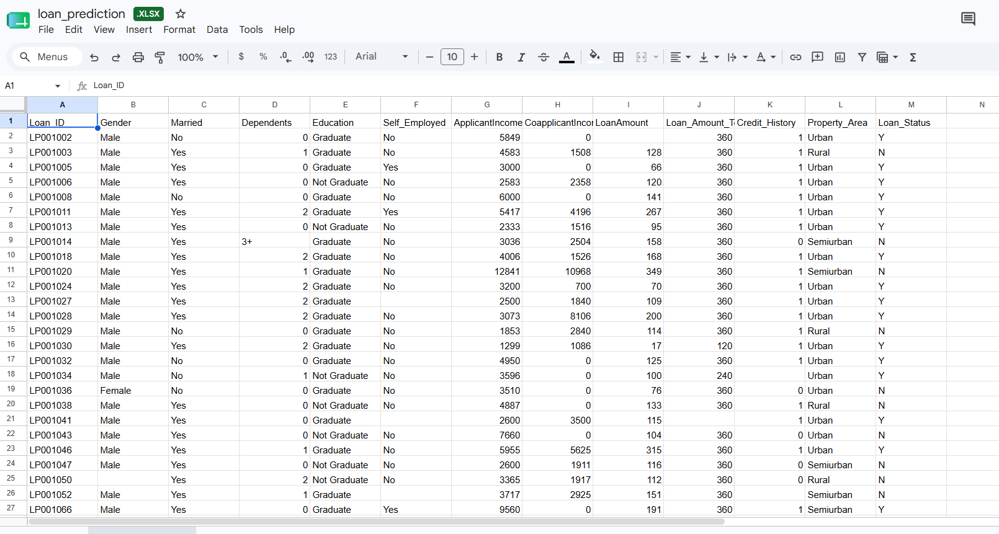 loan_prediction .XLSX
File Edit View Insert Format Data Tools Help
Menus 100% $ % .0 .00 123 Arial 10 B I A
A1 fx Loan_ID
A B C D E F G H I J K L M N
1 Loan_ID Gender Married Dependents Education Self_Employed ApplicantIncome CoapplicantIncor LoanAmount Loan_Amount_T Credit_History Property_Area Loan_Status
2 LP001002 Male No 0 Graduate No 5849 0 360 1 Urban Y
3 LP001003 Male Yes 1 Graduate No 4583 1508 128 360 1 Rural N
4 LP001005 Male Yes 0 Graduate Yes 3000 0 66 360 1 Urban Y
5 LP001006 Male Yes 0 Not Graduate No 2583 2358 120 360 1 Urban Y
6 LP001008 Male No 0 Graduate No 6000 0 141 360 1 Urban Y
7 LP001011 Male Yes 2 Graduate Yes 5417 4196 267 360 1 Urban Y
8 LP001013 Male Yes 0 Not Graduate No 2333 1516 95 360 1 Urban Y
9 LP001014 Male Yes 3+ Graduate No 3036 2504 158 360 0 Semiurban N
10 LP001018 Male Yes 2 Graduate No 4006 1526 168 360 1 Urban Y
11 LP001020 Male Yes 1 Graduate No 12841 10968 349 360 1 Semiurban N
12 LP001024 Male Yes 2 Graduate No 3200 700 70 360 1 Urban Y
13 LP001027 Male Yes 2 Graduate 2500 1840 109 360 1 Urban Y
14 LP001028 Male Yes 2 Graduate No 3073 8106 200 360 1 Urban Y
15 LP001029 Male No 0 Graduate No 1853 2840 114 360 1 Rural N
16 LP001030 Male Yes 2 Graduate No 1299 1086 17 120 1 Urban Y
17 LP001032 Male No 0 Graduate No 4950 0 125 360 1 Urban Y
18 LP001034 Male No 1 Not Graduate No 3596 0 100 240 Urban Y
19 LP001036 Female No 0 Graduate No 3510 0 76 360 0 Urban N
20 LP001038 Male Yes 0 Not Graduate No 4887 0 133 360 1 Rural N
21 LP001041 Male Yes 0 Graduate 2600 3500 115 1 Urban Y
22 LP001043 Male Yes 0 Not Graduate No 7660 0 104 360 0 Urban N
23 LP001046 Male Yes 1 Graduate No 5955 5625 315 360 1 Urban Y
24 LP001047 Male Yes 0 Not Graduate No 2600 1911 116 360 0 Semiurban N
25 LP001050 Yes 2 Not Graduate No 3365 1917 112 360 0 Rural N
26 LP001052 Male Yes 1 Graduate 3717 2925 151 360 Semiurban N
27 LP001066 Male Yes 0 Graduate Yes 9560 0 191 360 1 Semiurban Y